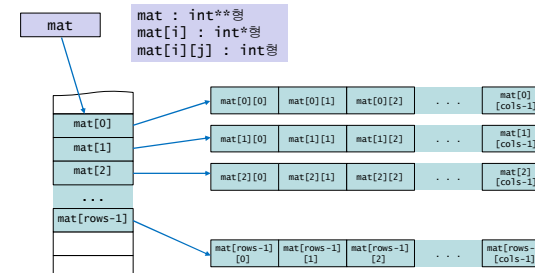 mat
mat : int**형
mat[i] : int*형
mat[i][j] : int형
mat[0]
mat[1]
mat[2]
...
mat[rows-1]
mat[0][0] mat[0][1] mat[0][2] . . . mat[0]
[cols-1]
mat[1][0] mat[1][1] mat[1][2] . . . mat[1]
[cols-1]
mat[2][0] mat[2][1] mat[2][2] . . . mat[2]
[cols-1]
mat[rows-1] mat[rows-1] mat[rows-1] . . . mat[rows-
[0] [1] [2] [cols-1]